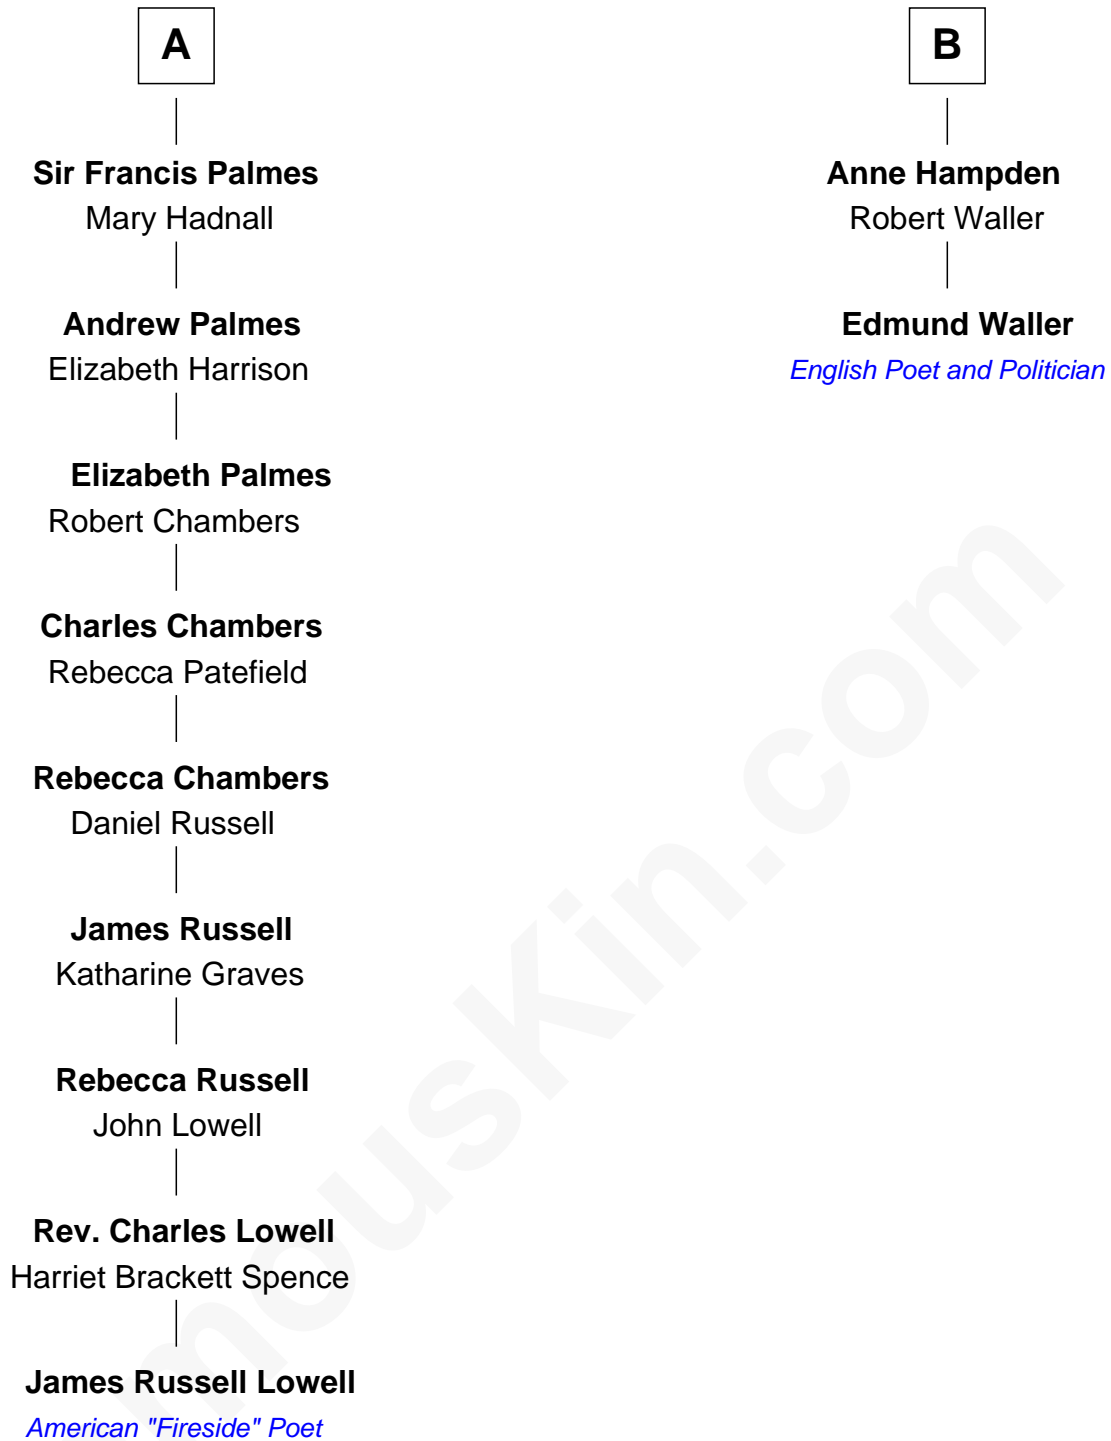 A
Sir Francis Palmes
Mary Hadnall
Andrew Palmes
Elizabeth Harrison
Elizabeth Palmes
Robert Chambers
Charles Chambers
Rebecca Patefield
Rebecca Chambers
Daniel Russell
James Russell
Katharine Graves
Rebecca Russell
John Lowell
Rev. Charles Lowell
Harriet Brackett Spence
James Russell Lowell
American "Fireside" Poet
B
Anne Hampden
Robert Waller
Edmund Waller
English Poet and Politician
mousKin.com